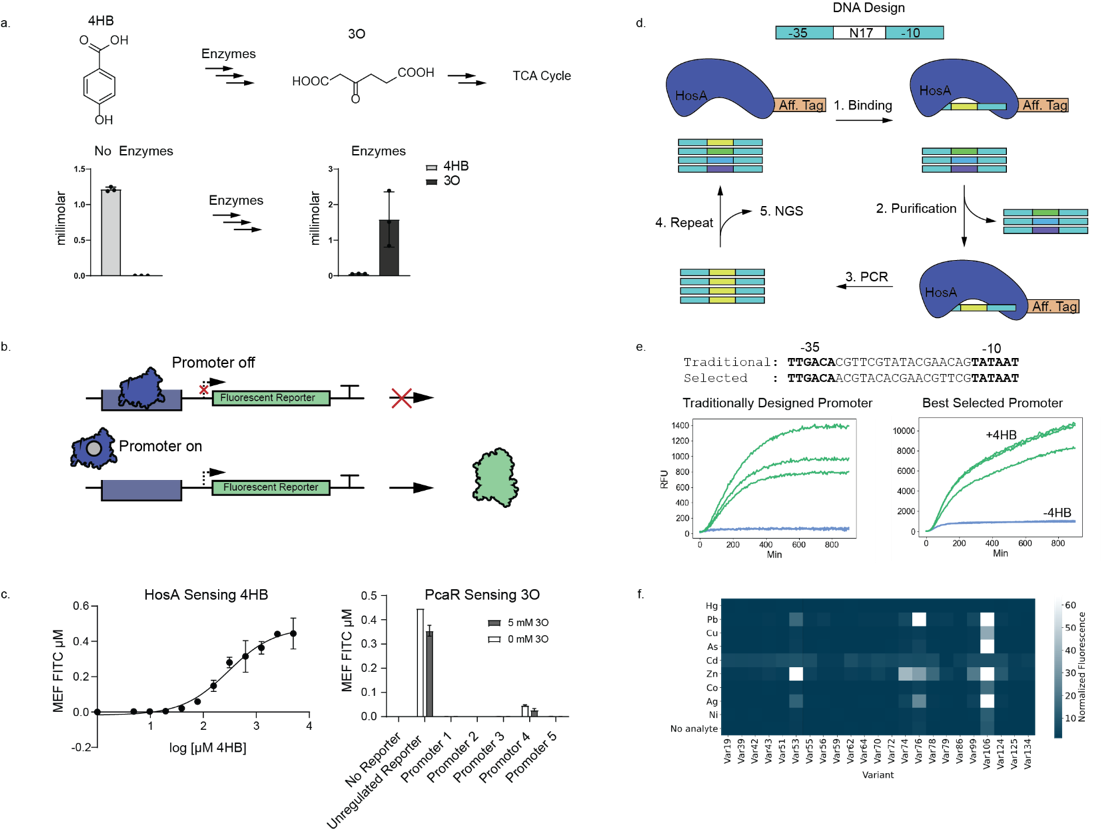 a.
4HB
O
OH
OH
Enzymes
3O
HOOC
COOH
O
TCA Cycle
No Enzymes
millimolar
1.5
1.0
0.5
0.0
Enzymes
Enzymes
millimolar
3
2
1
0
4HB
3O
b.
Promoter off
Fluorescent Reporter
Promoter on
Fluorescent Reporter
c.
HosA Sensing 4HB
MEF FITC µM
0.6
0.4
0.2
0.0
-0.2
1
2
3
4
log [µM 4HB]
PcaR Sensing 3O
MEF FITC µM
0.5
0.4
0.3
0.2
0.1
0.0
5 mM 3O
0 mM 3O
No Reporter
Unregulated Reporter
Promoter 1
Promoter 2
Promoter 3
Promoter 4
Promoter 5
d.
DNA Design
-35 N17 -10
HosA
Aff. Tag
1. Binding
HosA
Aff. Tag
2. Purification
HosA
Aff. Tag
3. PCR
4. Repeat
5. NGS
e.
-35 -10
Traditional: TTGACACGTTCGTATACGAACAGTATAAT
Selected : TTGACAACGTACACGAACGTTCGTATAAT
Traditionally Designed Promoter
RFU
1400
1200
1000
800
600
400
200
0
0 200 400 600 800
Min
Best Selected Promoter
10000
8000
6000
4000
2000
0
+4HB
-4HB
0 200 400 600 800
Min
f.
Hg
Pb
Cu
As
Cd
Zn
Co
Ag
Ni
No analyte
Var19
Var39
Var42
Var43
Var51
Var53
Var55
Var56
Var59
Var62
Var64
Var70
Var72
Var74
Var76
Var78
Var79
Var86
Var99
Var106
Var124
Var125
Var134
Variant
60
50
40
30
20
10
Normalized Fluorescence